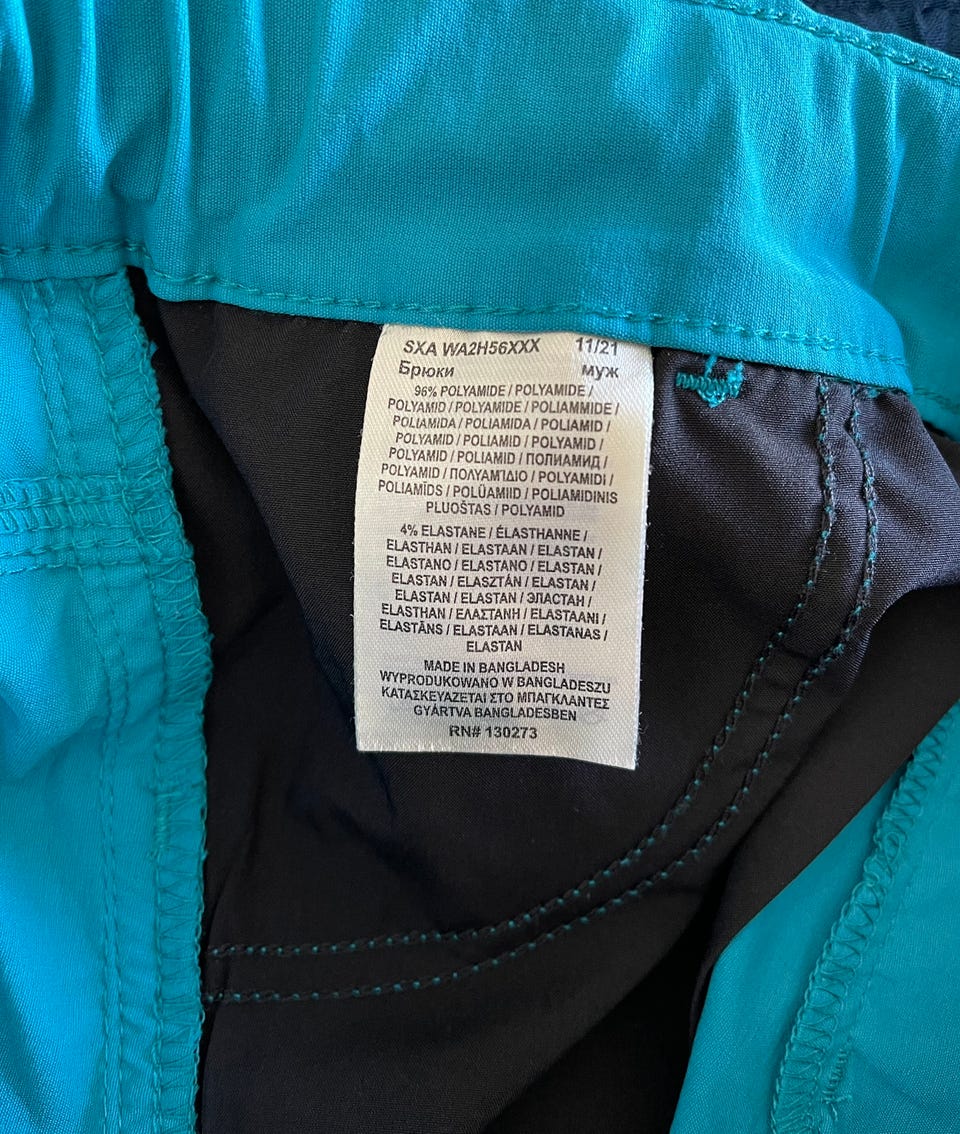 SXA WA2H56XXX 11/21
Брюки муж
96% POLYAMIDE / POLYAMIDE /
POLYAMID / POLYAMIDE / POLIAMMIDE /
POLIAMIDA / POLIAMIDA / POLIAMID /
POLYAMID / POLIAMID / POLYAMID /
POLYAMID / POLIAMID / ПОЛИАМИД /
POLYAMID / ΠΟΛΥΑΜΊΔΙΟ / POLYAMIDI /
POLIAMĪDS / POLÜAMIID / POLIAMIDINIS
PLUOŠTAS / POLYAMID
4% ELASTANE / ÉLASTHANNE /
ELASTHAN / ELASTAAN / ELASTAN /
ELASTANO / ELASTANO / ELASTAN /
ELASTAN / ELASZTÁN / ELASTAN /
ELASTAN / ELASTAN / ЭЛАСТАН /
ELASTHAN / ΕΛΑΣΤΑΝΗ / ELASTAANI /
ELASTĀNS / ELASTAAN / ELASTANAS /
ELASTAN
MADE IN BANGLADESH
WYPRODUKOWANO W BANGLADESZU
ΚΑΤΑΣΚΕΥΑΖΕΤΑΙ ΣΤΟ ΜΠΑΓΚΛΑΝΤΕΣ
GYÁRTVA BANGLADESBEN
RN# 130273